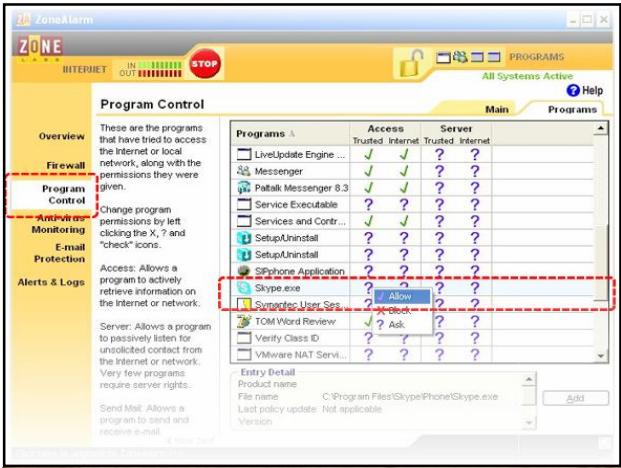 ZoneAlarm
ZONE
LABS
INTERNET IN OUT STOP PROGRAMS
All Systems Active
Help
Program Control
Main Programs
Overview
Firewall
Program
Control
Anti-virus
Monitoring
E-mail
Protection
Alerts & Logs
These are the programs
that have tried to access
the Internet or local
network, along with the
permissions they were
given.
Change program
permissions by left
clicking the X, ? and
"check" icons.
Access: Allows a
program to actively
retrieve information on
the Internet or network.
Server: Allows a program
to passively listen for
unsolicited contact from
the Internet or network.
Very few programs
require server rights.
Send Mail: Allows a
program to send and
receive e-mail.
Programs Access Server
Trusted Internet Trusted Internet
LiveUpdate Engine ... √ √ ? ?
Messenger √ √ ? ?
Paltalk Messenger 8.3 √ √ ? ?
Service Executable ? ? ? ?
Services and Contr... √ √ ? ?
Setup/Uninstall ? ? ? ?
Setup/Uninstall ? ? ? ?
SIPphone Application ? ? ? ?
Skype.exe ? ? ? ?
Symantec User Ses... ? ? ?
TOM Word Review √ ? ?
Verify Class ID ? ? ? ?
VMware NAT Servi... ? ? ? ?
√ Allow
X Block
? Ask
Entry Detail
Product name
File name C:\Program Files\Skype\Phone\Skype.exe
Last policy update Not applicable
Version
Add